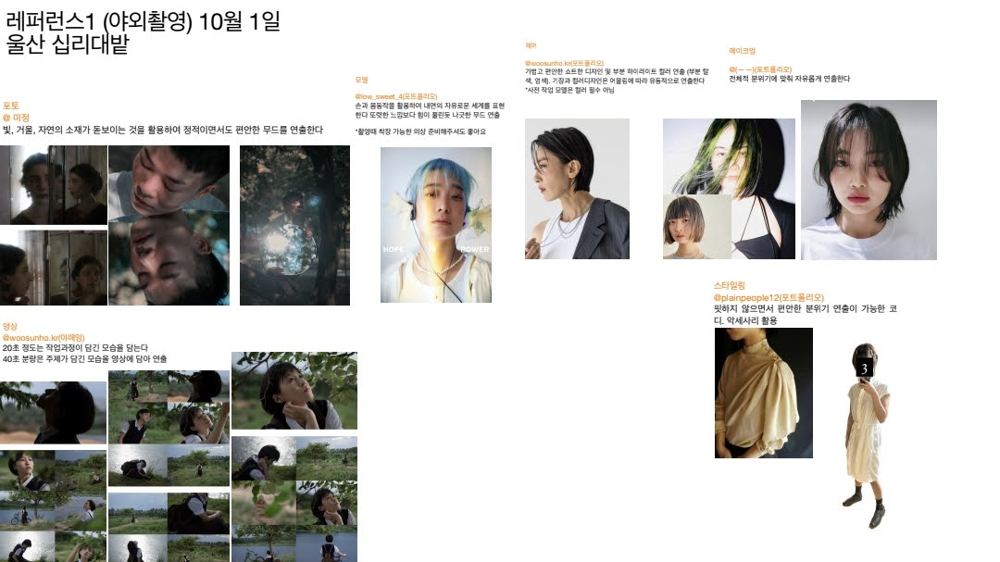 레퍼런스1 (야외촬영) 10월 1일
울산 십리대밭
포토
@ 미정
빛, 거울, 자연의 소재가 돋보이는 것을 활용하여 정적이면서도 편안한 무드를 연출한다
모델
@low_sweet_4(포트폴리오)
손과 몸동작을 활용하여 내면의 자유로운 세계를 표현
한다 또렷한 느낌보다 힘이 풀린듯 나긋한 무드 연출
*촬영때 착장 가능한 의상 준비해주셔도 좋아요
HOPE IS POWER
헤어
@woosunho.kr(포트폴리오)
가볍고 편안한 쇼트한 디자인 및 부분 하이라이트 컬러 연출 (부분 탈
색, 염색). 기장과 컬러디자인은 어울림에 따라 유동적으로 연출한다
*사전 작업 모델은 컬러 필수 아님
메이크업
@(ㅡㅡ)(포트폴리오)
전체적 분위기에 맞춰 자유롭게 연출한다
스타일링
@plainpeople12(포트폴리오)
핏하지 않으면서 편안한 분위기 연출이 가능한 코
디. 악세사리 활용
3
영상
@woosunho.kr(야매임)
20초 정도는 작업과정이 담긴 모습을 담는다
40초 분량은 주제가 담긴 모습을 영상에 담아 연출